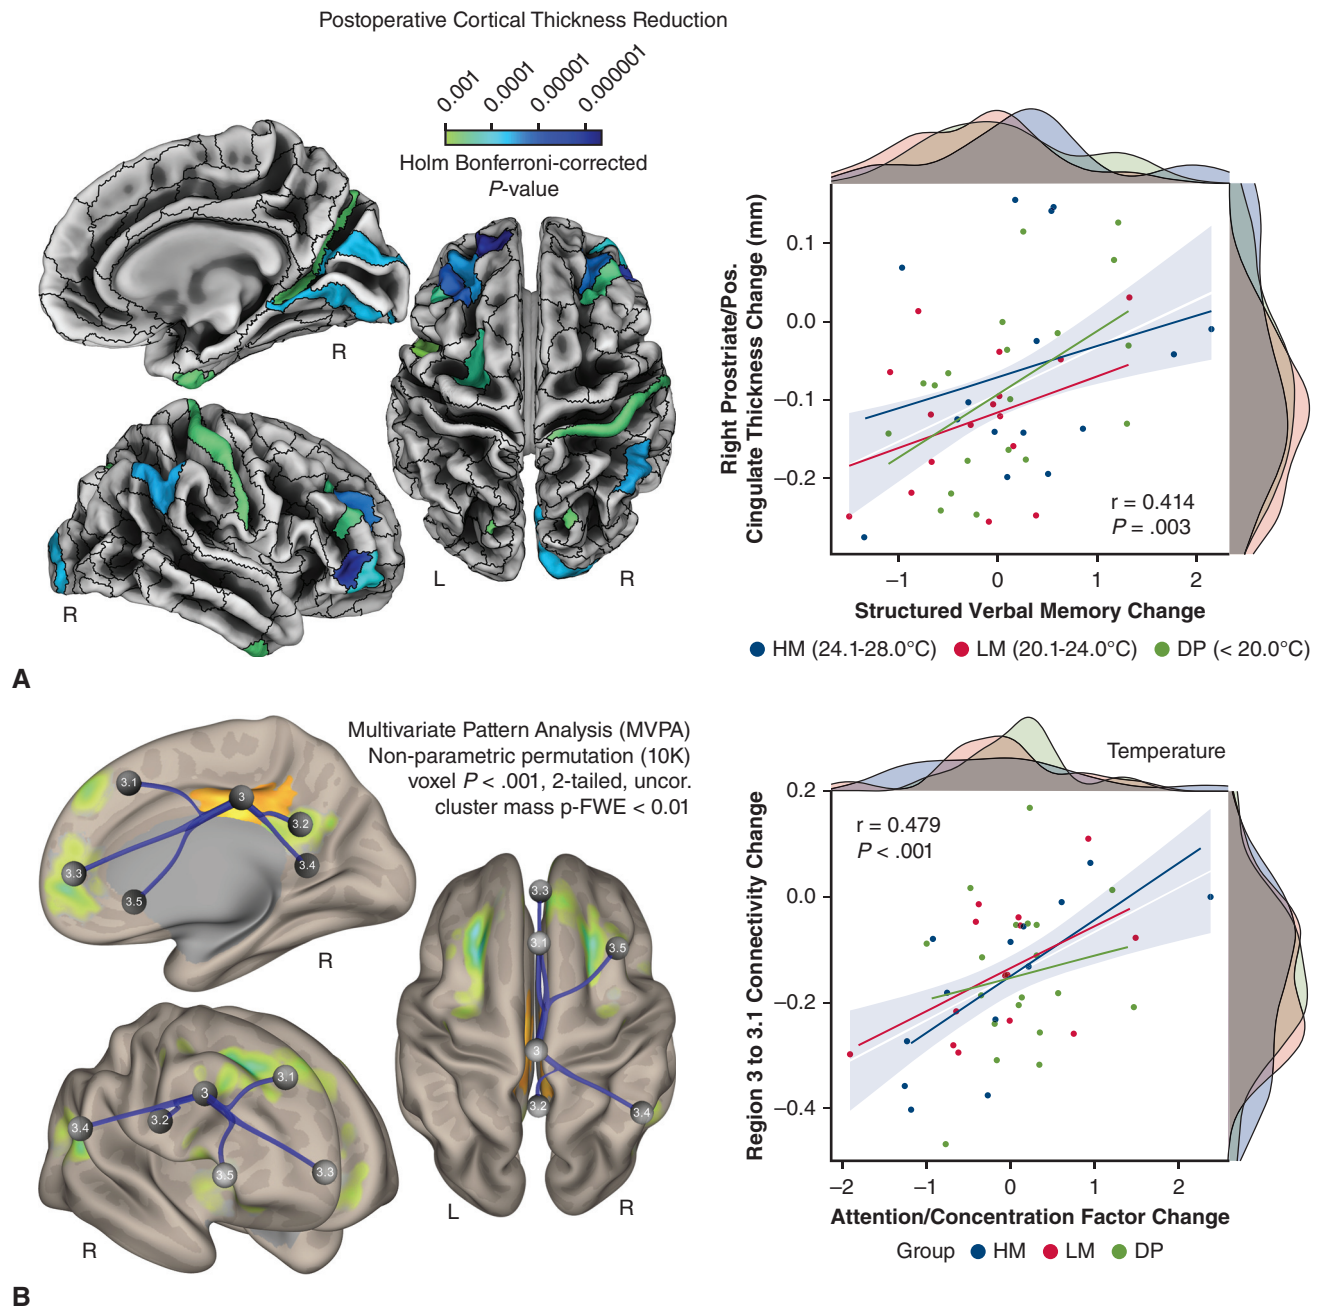 Postoperative Cortical Thickness Reduction
0.001
0.0001
0.00001
0.000001
Holm Bonferroni-corrected
P-value
R
R
L
R
Right Prostriate/Pos.
Cingulate Thickness Change (mm)
0.1
0.0
–0.1
–0.2
r = 0.414
P = .003
–1
0
1
2
Structured Verbal Memory Change
HM (24.1-28.0°C)
LM (20.1-24.0°C)
DP (< 20.0°C)
A
Multivariate Pattern Analysis (MVPA)
Non-parametric permutation (10K)
voxel P < .001, 2-tailed, uncor.
cluster mass p-FWE < 0.01
3.1
3
3.2
3.3
3.4
3.5
R
3.3
3.1
3.5
3
3.2
3.4
L
R
3.1
3
3.2
3.4
3.5
3.3
R
Temperature
Region 3 to 3.1 Connectivity Change
0.2
0.0
–0.2
–0.4
r = 0.479
P < .001
–2
–1
0
1
2
Attention/Concentration Factor Change
Group HM LM DP
B